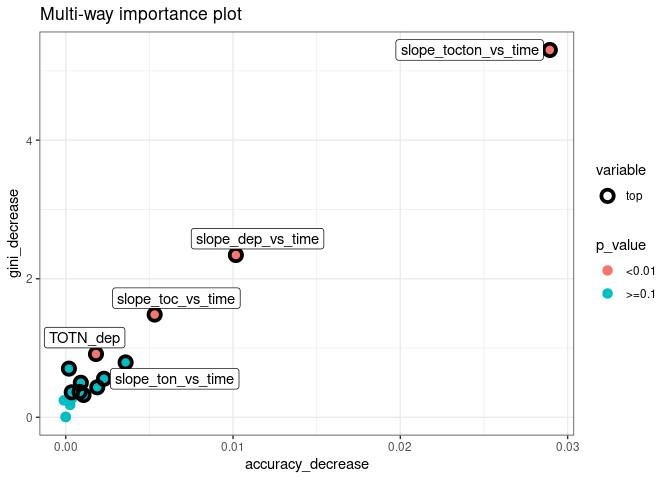 Multi-way importance plot
slope_tocton_vs_time
4
variable
top
gini_decrease
slope_dep_vs_time
p_value
<0.01
2
>=0.1
slope_toc_vs_time
TOTN_dep
slope_ton_vs_time
0
0.00
0.01
0.02
0.03
accuracy_decrease